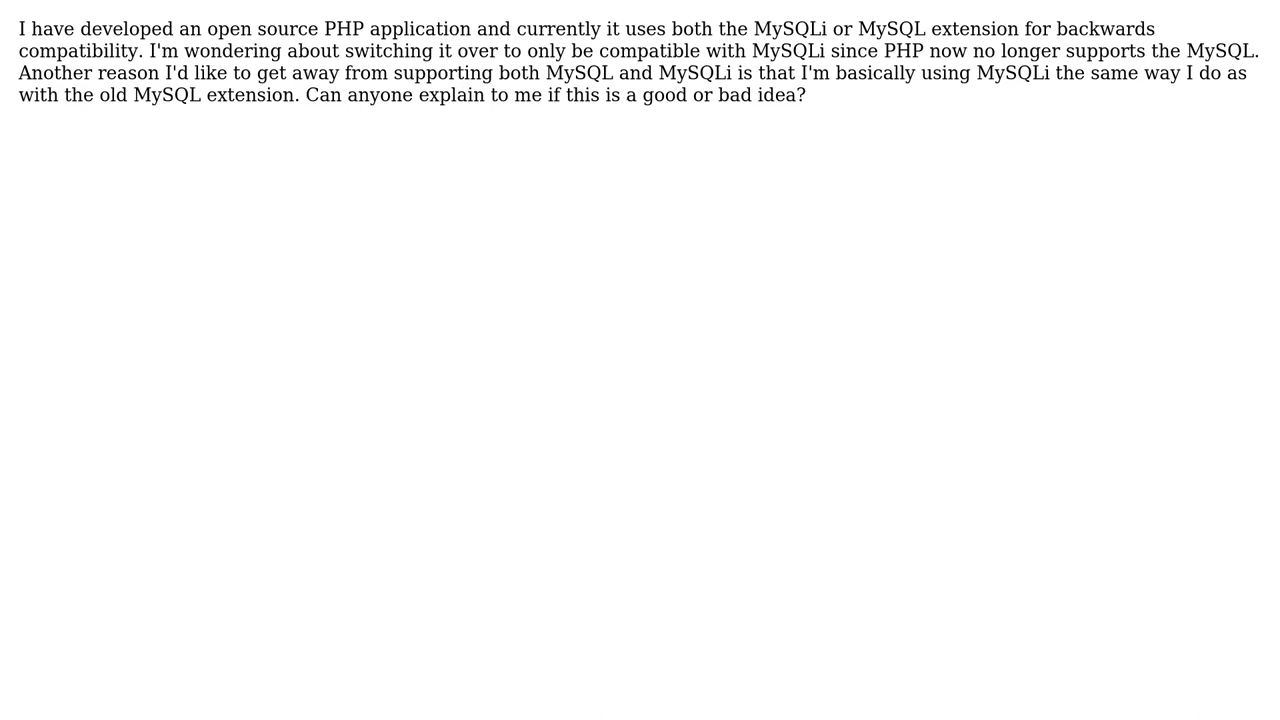 I have developed an open source PHP application and currently it uses both the MySQLi or MySQL extension for backwards
compatibility. I'm wondering about switching it over to only be compatible with MySQLi since PHP now no longer supports the MySQL.
Another reason I'd like to get away from supporting both MySQL and MySQLi is that I'm basically using MySQLi the same way I do as
with the old MySQL extension. Can anyone explain to me if this is a good or bad idea?